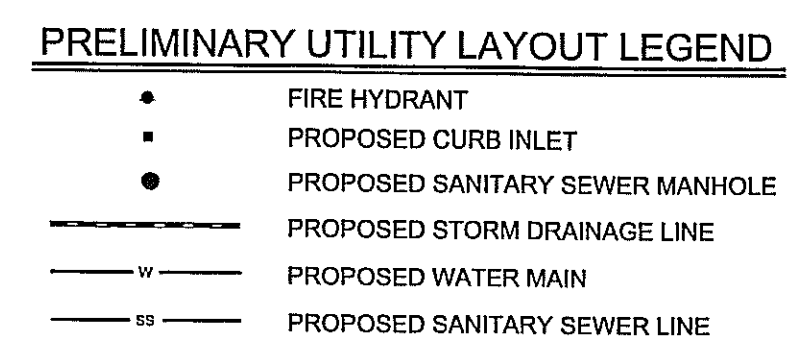 PRELIMINARY UTILITY LAYOUT LEGEND
FIRE HYDRANT
PROPOSED CURB INLET
PROPOSED SANITARY SEWER MANHOLE
PROPOSED STORM DRAINAGE LINE
W PROPOSED WATER MAIN
SS PROPOSED SANITARY SEWER LINE